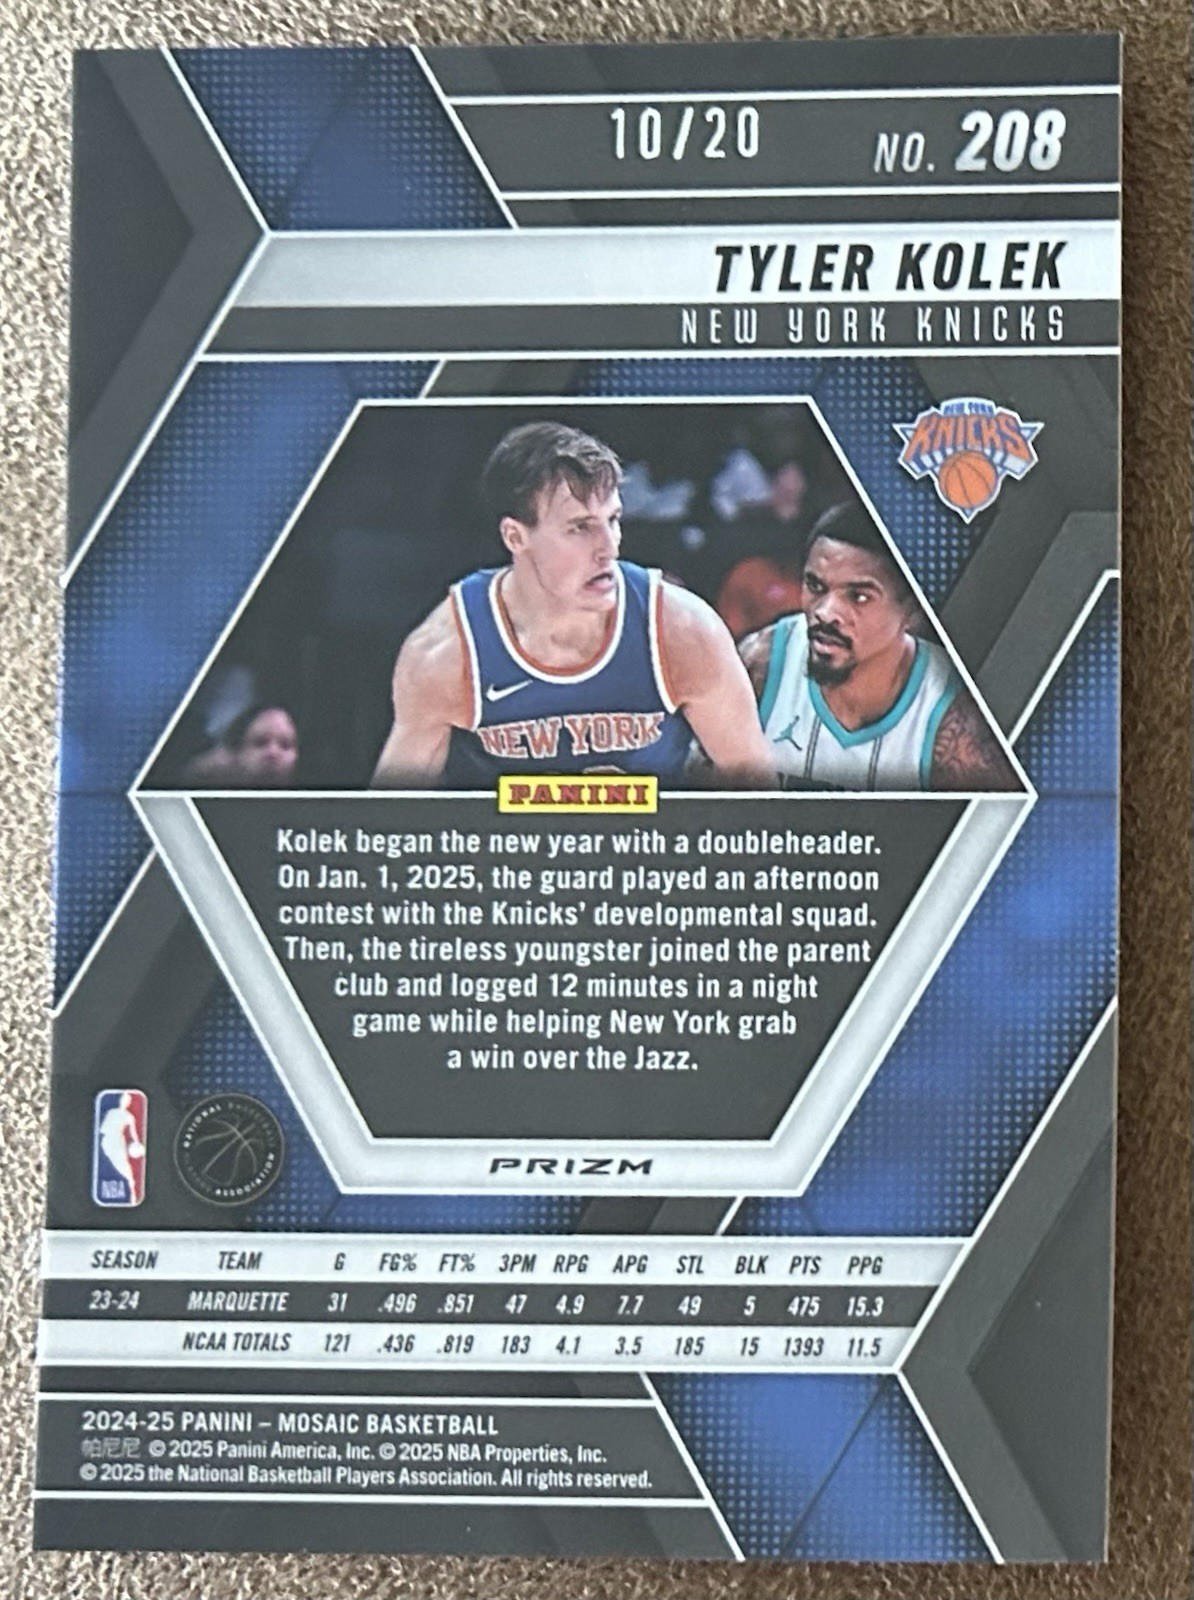 10/20 NO. 208
TYLER KOLEK
NEW YORK KNICKS
NEW YORK
KNICKS
NEW YORK
PANINI
Kolek began the new year with a doubleheader.
On Jan. 1, 2025, the guard played an afternoon
contest with the Knicks’ developmental squad.
Then, the tireless youngster joined the parent
club and logged 12 minutes in a night
game while helping New York grab
a win over the Jazz.
NBA
NATIONAL BASKETBALL
PLAYERS ASSOCIATION
PRIZM
SEASON TEAM G FG% FT% 3PM RPG APG STL BLK PTS PPG
23-24 MARQUETTE 31 .496 .851 47 4.9 7.7 49 5 475 15.3
NCAA TOTALS 121 .436 .819 183 4.1 3.5 185 15 1393 11.5
2024-25 PANINI – MOSAIC BASKETBALL
帕尼尼 © 2025 Panini America, Inc. © 2025 NBA Properties, Inc.
© 2025 the National Basketball Players Association. All rights reserved.